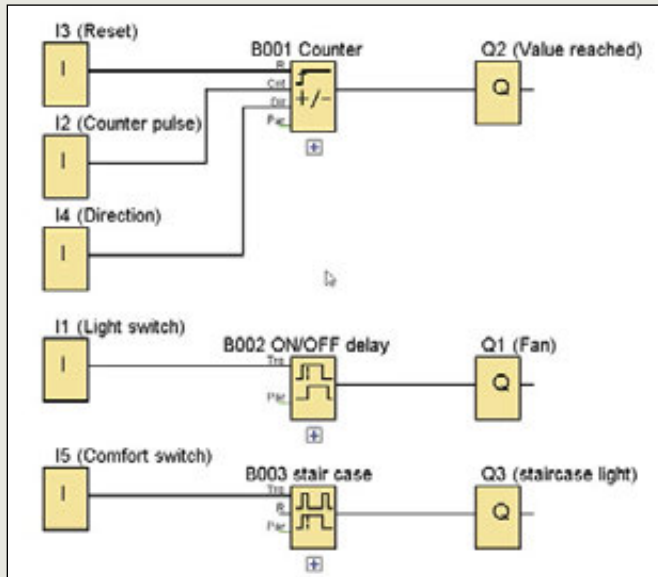 I3 (Reset)
I
B001 Counter
R
Cnt
Dir
Par
+/-
Q2 (Value reached)
Q
I2 (Counter pulse)
I
I4 (Direction)
I
I1 (Light switch)
I
B002 ON/OFF delay
Trg
Par
Q1 (Fan)
Q
I5 (Comfort switch)
I
B003 stair case
Trg
R
Par
Q3 (staircase light)
Q